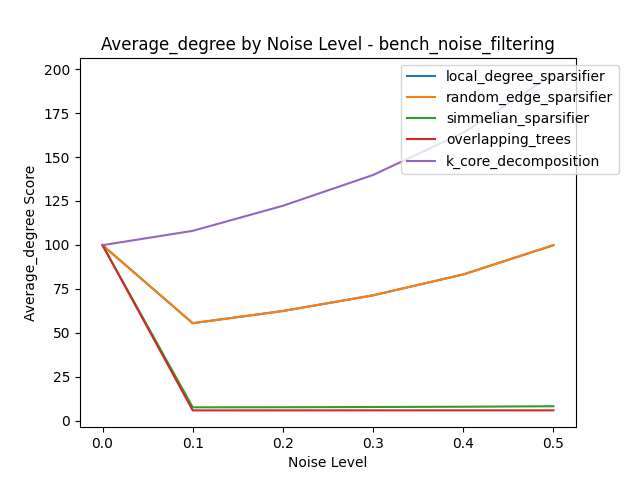 Average_degree by Noise Level - bench_noise_filtering
local_degree_sparsifier
random_edge_sparsifier
simmelian_sparsifier
overlapping_trees
k_core_decomposition
Average_degree Score
200
175
150
125
100
75
50
25
0
0.0 0.1 0.2 0.3 0.4 0.5
Noise Level